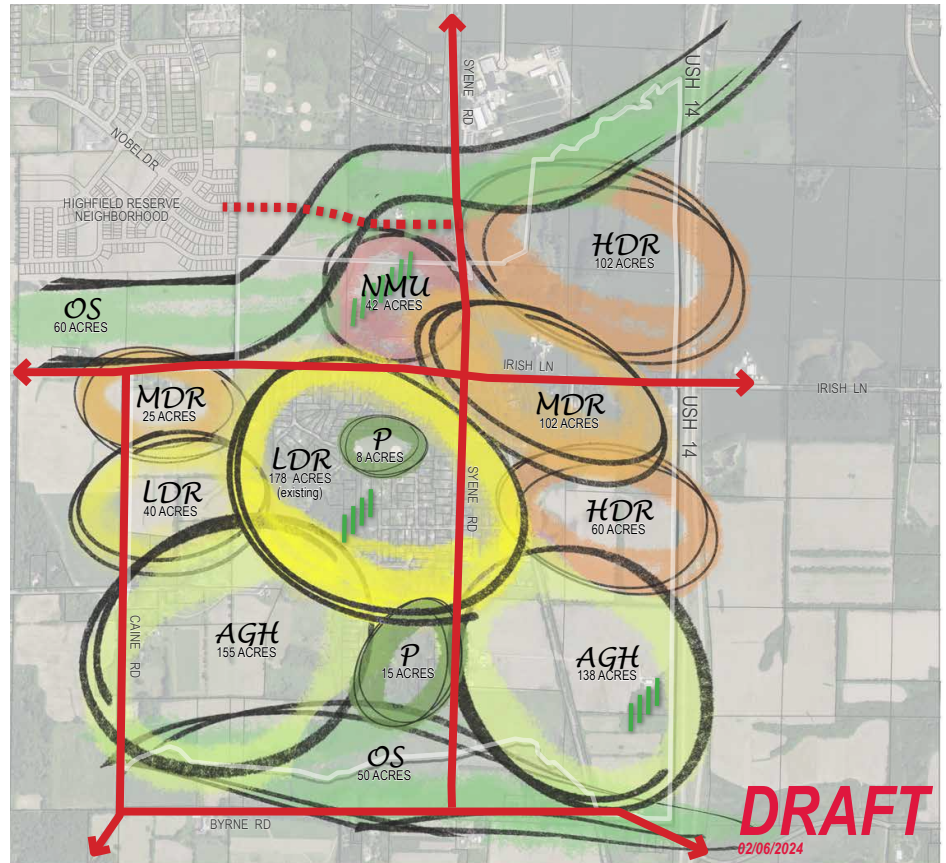 SYENE RD
USH 14
NOBEL DR
HIGHFIELD RESERVE
NEIGHBORHOOD
HDR
102 ACRES
NMU
42 ACRES
OS
60 ACRES
IRISH LN
IRISH LN
MDR
25 ACRES
MDR
102 ACRES
USH 14
P
8 ACRES
LDR
178 ACRES
(existing)
LDR
40 ACRES
SYENE RD
HDR
60 ACRES
CAINE RD
AGH
155 ACRES
P
15 ACRES
AGH
138 ACRES
OS
50 ACRES
BYRNE RD
DRAFT
02/06/2024